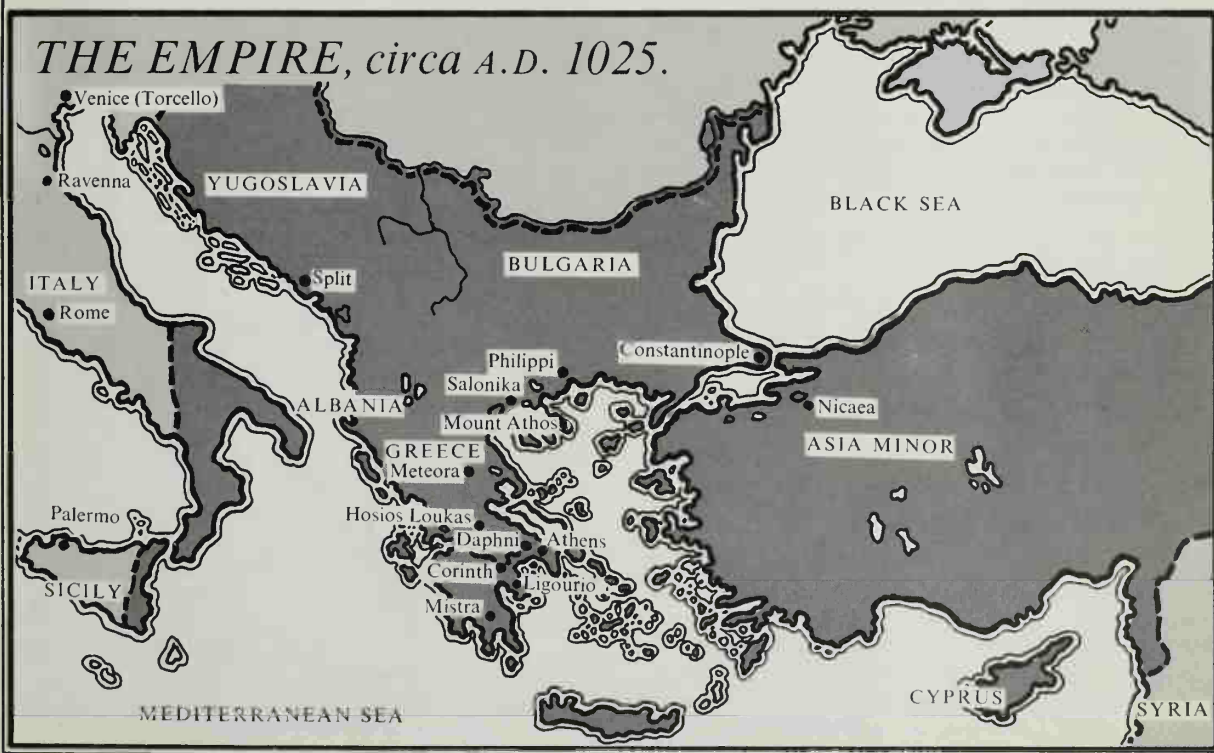 THE EMPIRE, circa A.D. 1025.
Venice (Torcello)
Ravenna
YUGOSLAVIA
BLACK SEA
BULGARIA
ITALY
Split
Rome
Constantinople
Philippi
Salonika
ALBANIA
Nicaea
Mount Athos
ASIA MINOR
GREECE
Meteora
Palermo
Hosios Loukas
Daphni
Athens
Corinth
SICILY
Ligourio
Mistra
CYPRUS
SYRIA
MEDITERRANEAN SEA